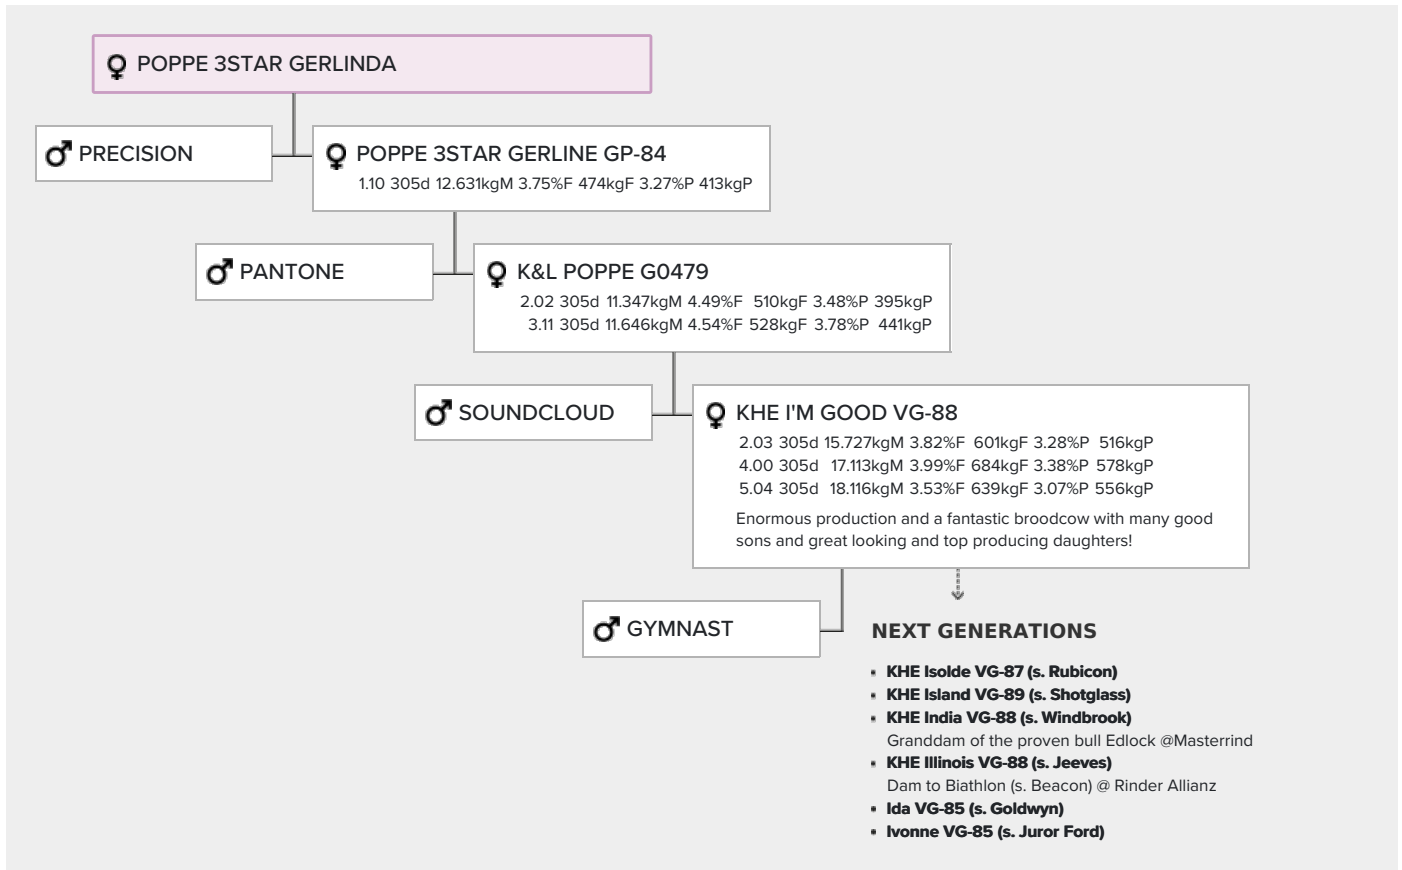 POPPE 3STAR GERLINDA
PRECISION
POPPE 3STAR GERLINE GP-84
1.10 305d 12.631kgM 3.75%F 474kgF 3.27%P 413kgP
PANTONE
K&L POPPE G0479
2.02 305d 11.347kgM 4.49%F 510kgF 3.48%P 395kgP
3.11 305d 11.646kgM 4.54%F 528kgF 3.78%P 441kgP
SOUNDCLOUD
KHE I'M GOOD VG-88
2.03 305d 15.727kgM 3.82%F 601kgF 3.28%P 516kgP
4.00 305d 17.113kgM 3.99%F 684kgF 3.38%P 578kgP
5.04 305d 18.116kgM 3.53%F 639kgF 3.07%P 556kgP
Enormous production and a fantastic broodcow with many good
sons and great looking and top producing daughters!
GYMNAST
NEXT GENERATIONS
KHE Isolde VG-87 (s. Rubicon)
KHE Island VG-89 (s. Shotglass)
KHE India VG-88 (s. Windbrook)
Granddam of the proven bull Edlock @Masterrind
KHE Illinois VG-88 (s. Jeeves)
Dam to Biathlon (s. Beacon) @ Rinder Allianz
Ida VG-85 (s. Goldwyn)
Ivonne VG-85 (s. Juror Ford)